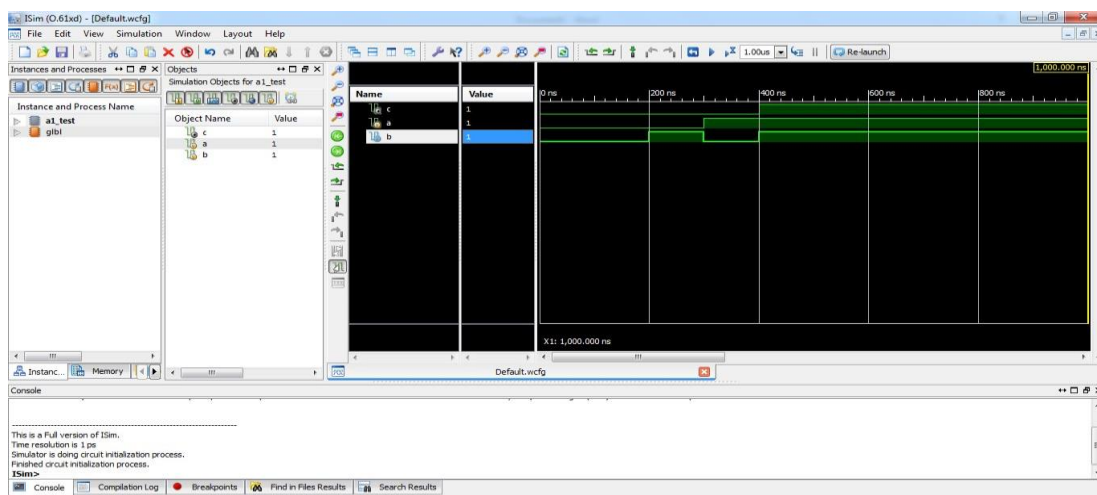 ISim (O.61xd) - [Default.wcfg]
File Edit View Simulation Window Layout Help
1.00us Re-launch
Instances and Processes
Objects
Simulation Objects for a1_test
Instance and Process Name
a1_test
glbl
Object Name Value
c 1
a 1
b 1
Name Value
c 1
a 1
b 1
1,000.000 ns
0 ns 200 ns 400 ns 600 ns 800 ns
X1: 1,000.000 ns
Instanc... Memory
Default.wcfg
Console
This is a Full version of ISim.
Time resolution is 1 ps
Simulator is doing circuit initialization process.
Finished circuit initialization process.
ISim>
Console Compilation Log Breakpoints Find in Files Results Search Results